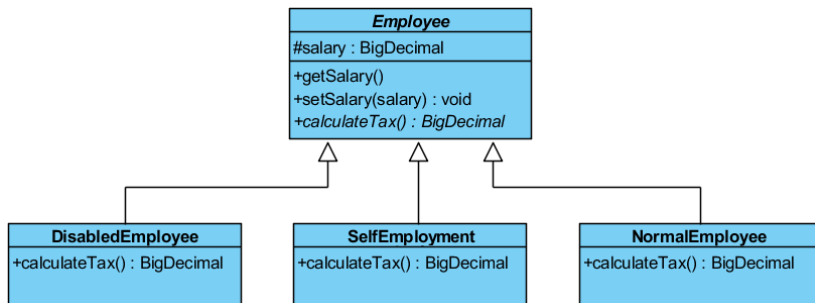 Employee
#salary : BigDecimal
+getSalary()
+setSalary(salary) : void
+calculateTax() : BigDecimal
DisabledEmployee
+calculateTax() : BigDecimal
SelfEmployment
+calculateTax() : BigDecimal
NormalEmployee
+calculateTax() : BigDecimal